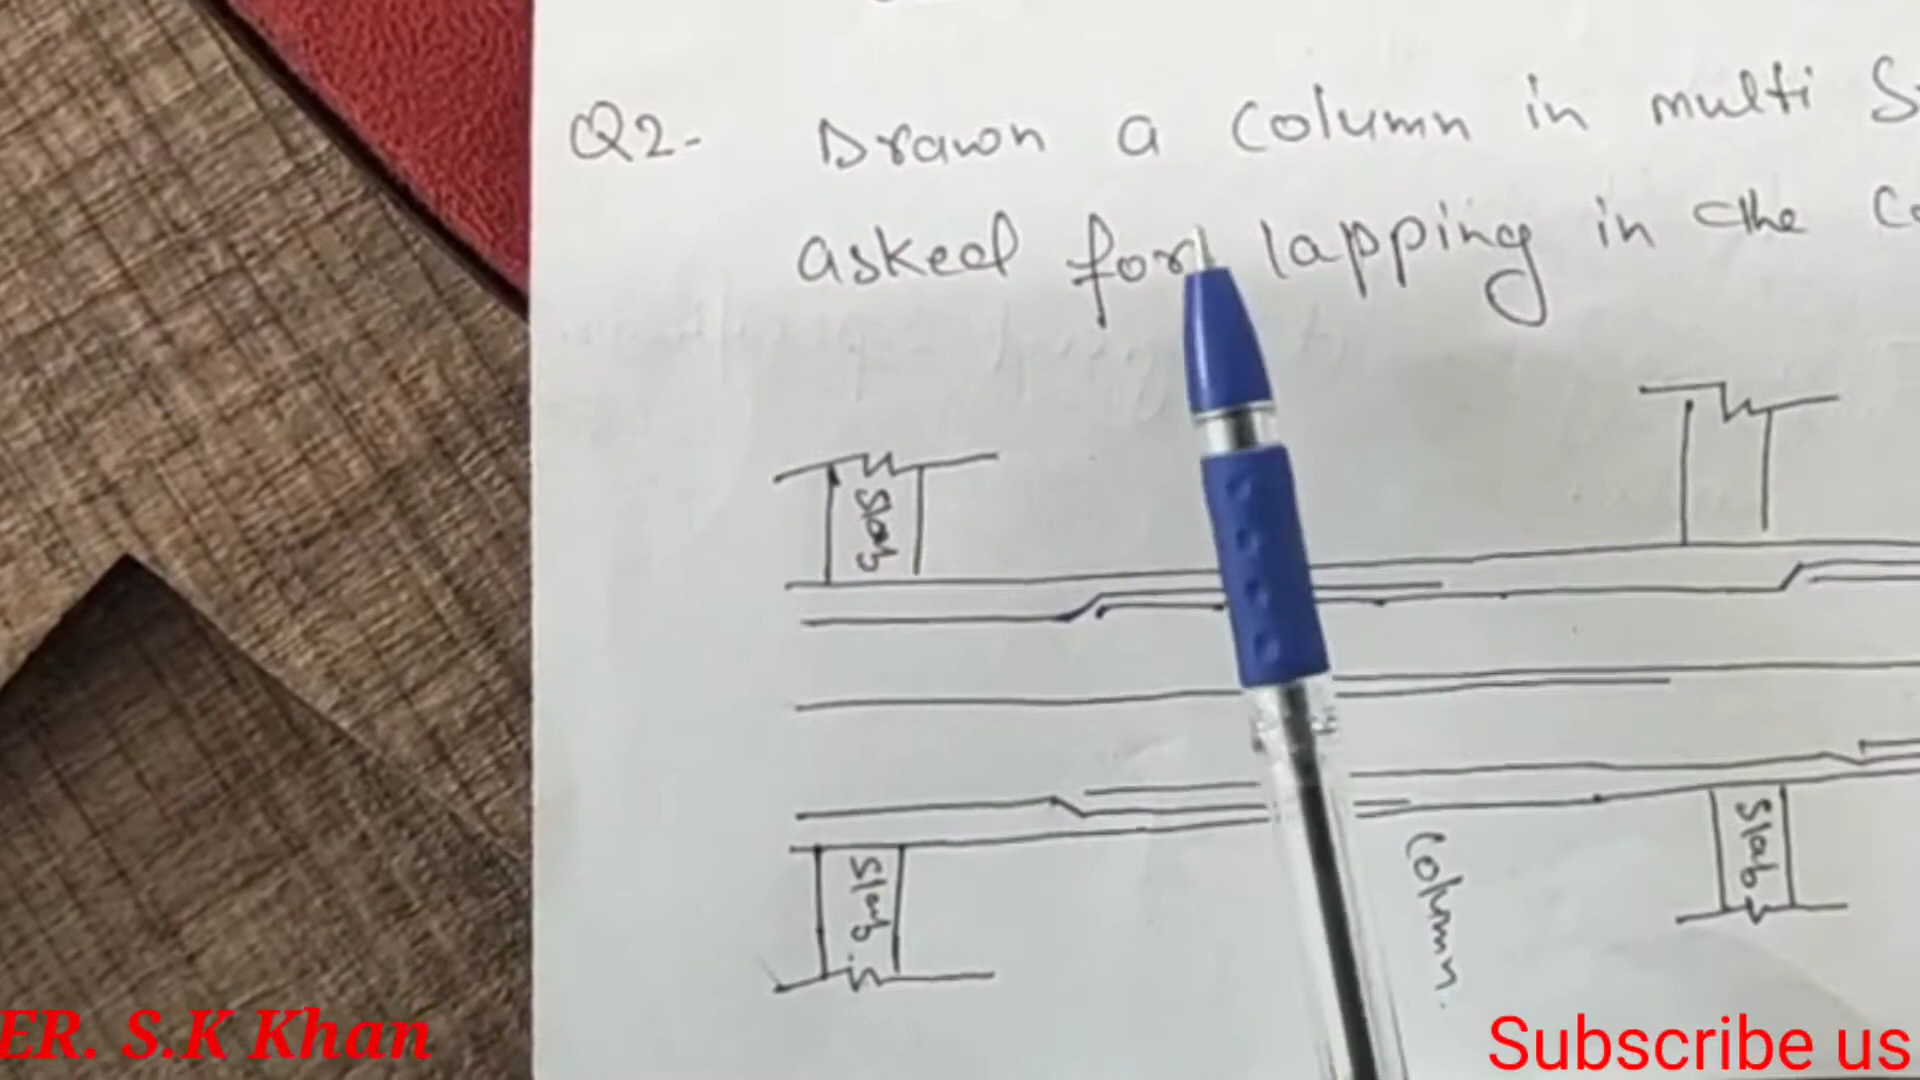 Q2- Drawn a column in multi
asked for lapping in the
Slab
Slab
Slab
Column.
ER. S.K Khan
Subscribe us